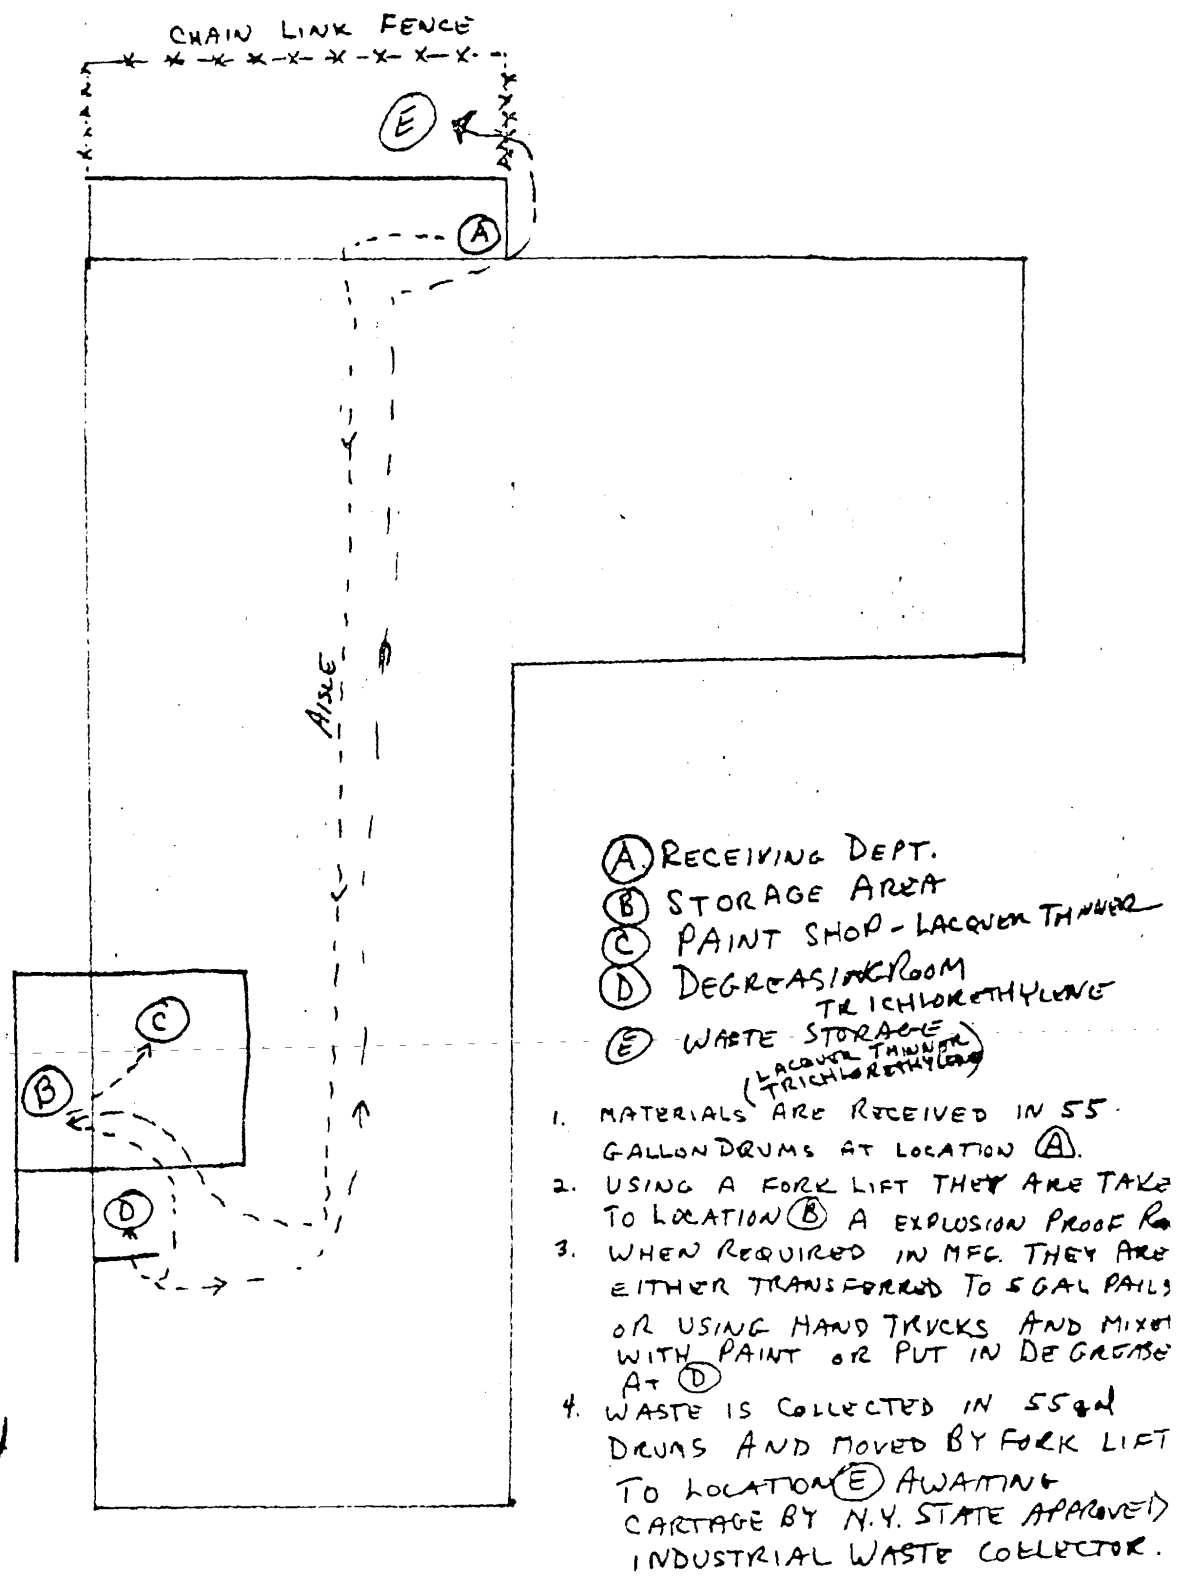 CHAIN LINK FENCE
E
A
AISLE
C
B
D
A RECEIVING DEPT.
B STORAGE AREA
C PAINT SHOP - LACQUER THINNER
D DEGREASING ROOM
TRICHLORETHYLENE
E WASTE STORAGE
(LACQUER THINNER
TRICHLORETHYLENE)
1. MATERIALS ARE RECEIVED IN 55
GALLON DRUMS AT LOCATION A.
2. USING A FORK LIFT THEY ARE TAKE
TO LOCATION B A EXPLOSION PROOF
3. WHEN REQUIRED IN MFG. THEY ARE
EITHER TRANSFERRED TO 5 GAL PAILS
OR USING HAND TRUCKS AND MIXE
WITH PAINT OR PUT IN DEGREASE
AT D
4. WASTE IS COLLECTED IN 55 gal
DRUMS AND MOVED BY FORK LIFT
TO LOCATION E AWAITING
CARTAGE BY N.Y. STATE APPROVED
INDUSTRIAL WASTE COLLECTOR.